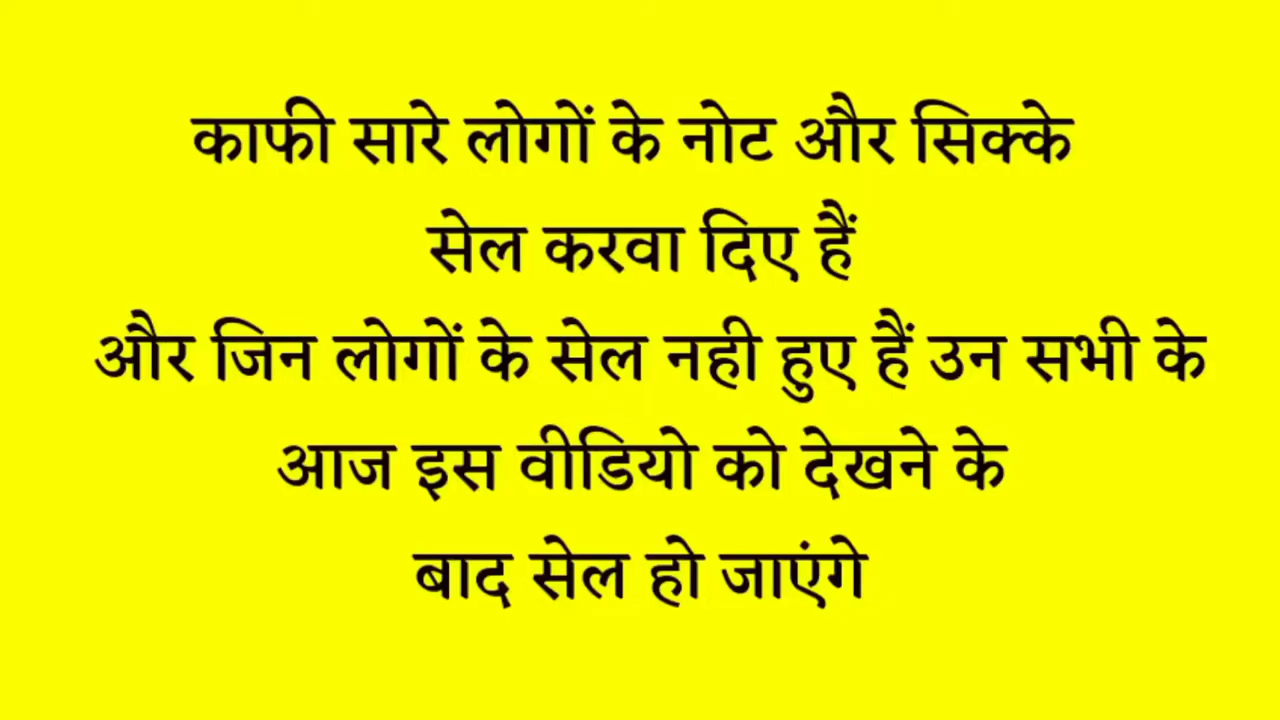 काफी सारे लोगों के नोट और सिक्के
सेल करवा दिए हैं
और जिन लोगों के सेल नही हुए हैं उन सभी के
आज इस वीडियो को देखने के
बाद सेल हो जाएंगे